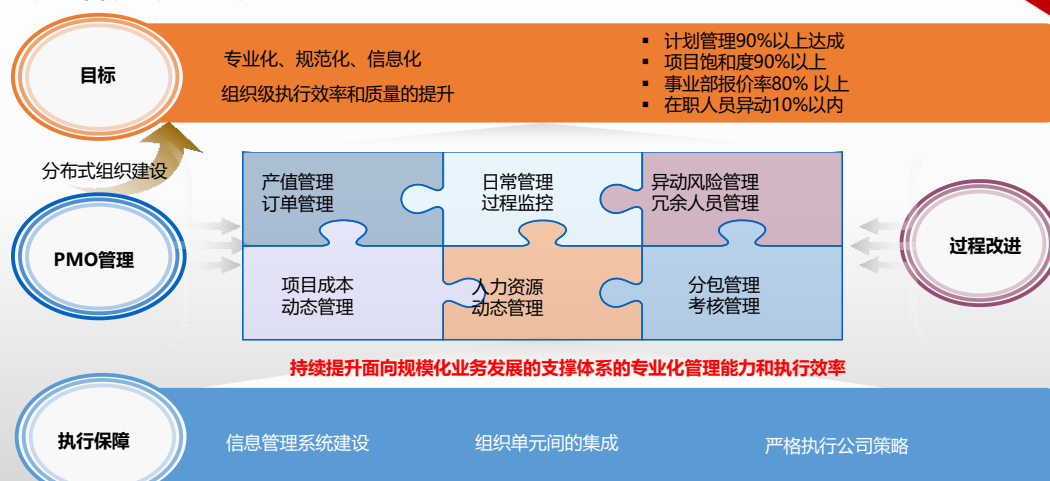 目标
专业化、规范化、信息化
组织级执行效率和质量的提升
▪ 计划管理90%以上达成
▪ 项目饱和度90%以上
▪ 事业部报价率80% 以上
▪ 在职人员异动10%以内
分布式组织建设
PMO管理
产值管理
订单管理
日常管理
过程监控
异动风险管理
冗余人员管理
项目成本
动态管理
人力资源
动态管理
分包管理
考核管理
过程改进
持续提升面向规模化业务发展的支撑体系的专业化管理能力和执行效率
执行保障
信息管理系统建设
组织单元间的集成
严格执行公司策略